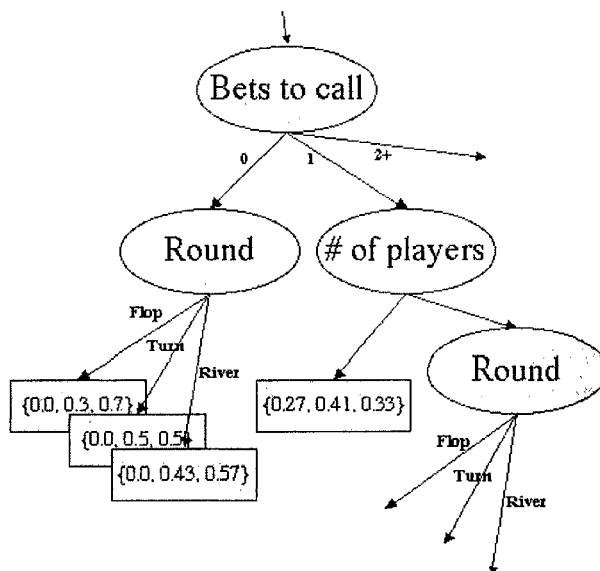 Bets to call
0
1
2+
Round
# of players
Flop
Turn
River
{0.0, 0.3, 0.7}
{0.0, 0.5, 0.5
{0.0, 0.43, 0.57}
{0.27, 0.41, 0.33}
Round
Flop
Turn
River